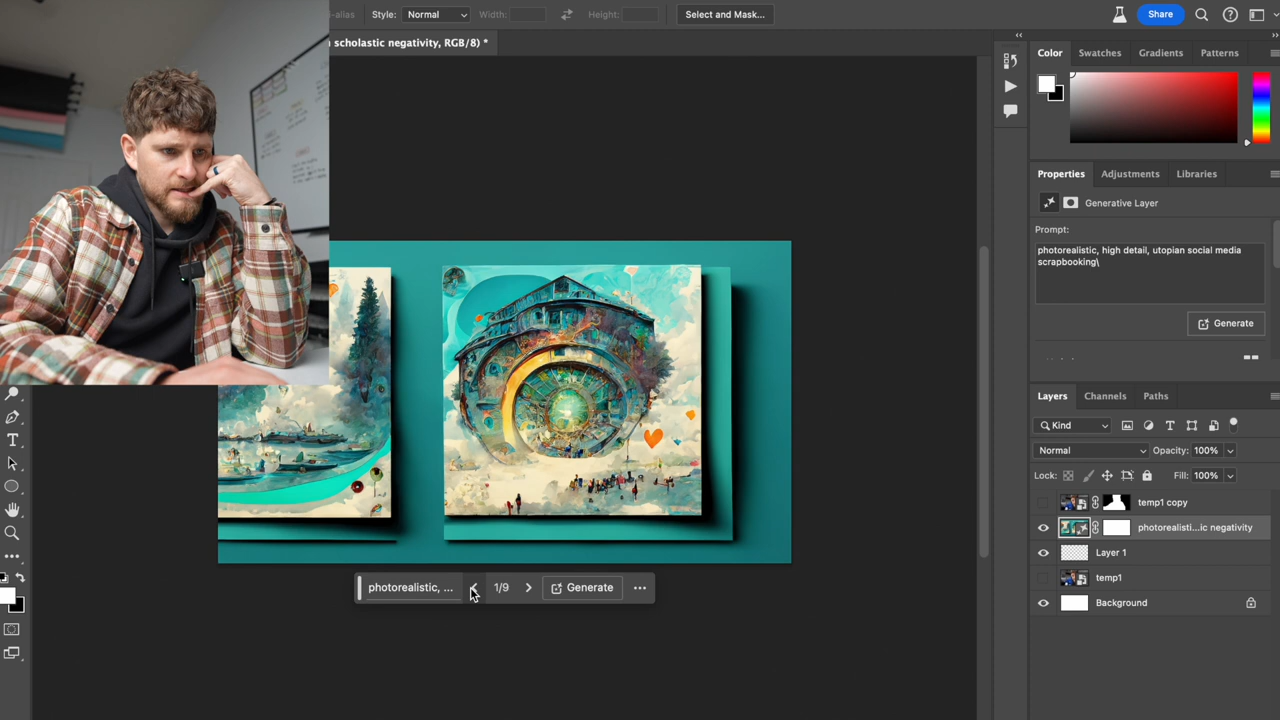 -alias
Style:
Normal
Width:
Height:
Select and Mask...
Share
n scholastic negativity, RGB/8) *
Color
Swatches
Gradients
Patterns
Properties
Adjustments
Libraries
Generative Layer
Prompt:
photorealistic, high detail, utopian social media
scrapbooking\
Generate
Layers
Channels
Paths
Kind
Normal
Opacity:
100%
Lock:
Fill:
100%
temp1 copy
photorealisti...ic negativity
Layer 1
temp1
Background
photorealistic, ...
1/9
Generate